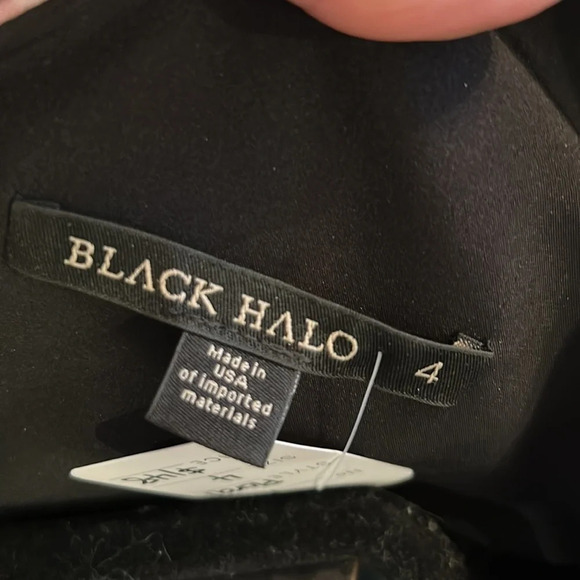 BLACK HALO
4
Made in
USA
of imported
materials